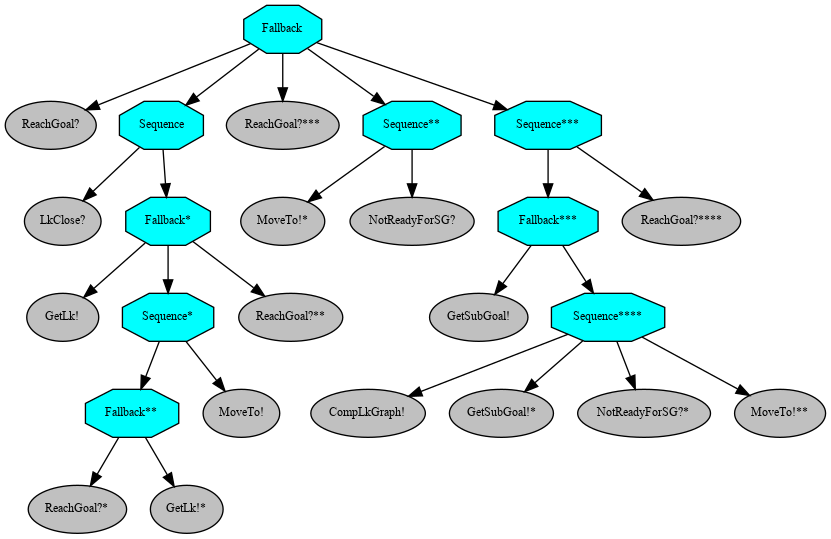 Fallback
ReachGoal?
Sequence
ReachGoal?***
Sequence**
Sequence***
LkClose?
Fallback*
MoveTo!*
NotReadyForSG?
Fallback***
ReachGoal?****
GetLk!
Sequence*
ReachGoal?**
GetSubGoal!
Sequence****
Fallback**
MoveTo!
CompLkGraph!
GetSubGoal!*
NotReadyForSG?*
MoveTo!**
ReachGoal?*
GetLk!*